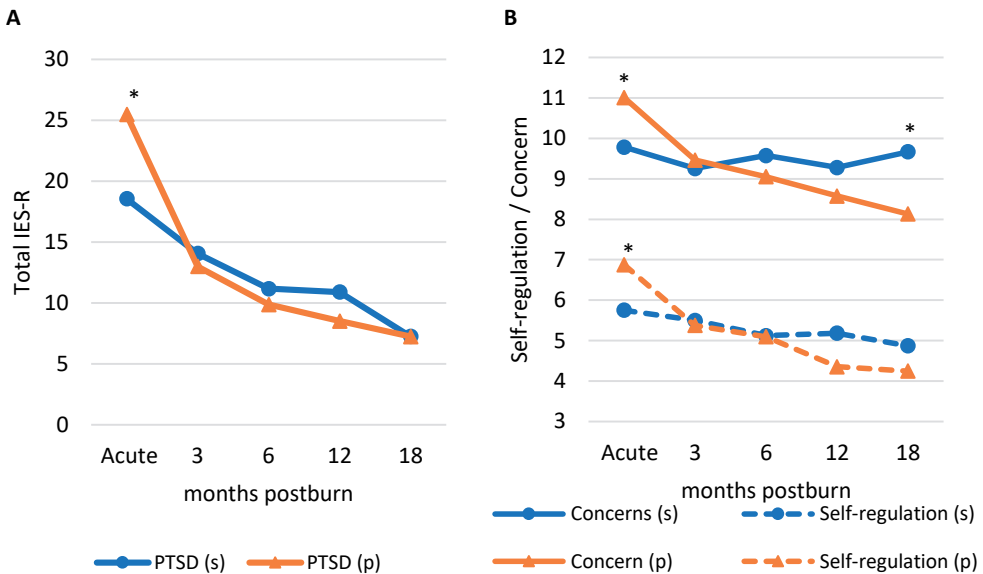 A
30
25
20
15
10
5
0
Total IES-R
*
Acute 3 6 12 18
months postburn
PTSD (s) PTSD (p)
B
12
11
10
9
8
7
6
5
4
3
Self-regulation / Concern
*
*
*
Acute 3 6 12 18
months postburn
Concerns (s) Self-regulation (s)
Concern (p) Self-regulation (p)